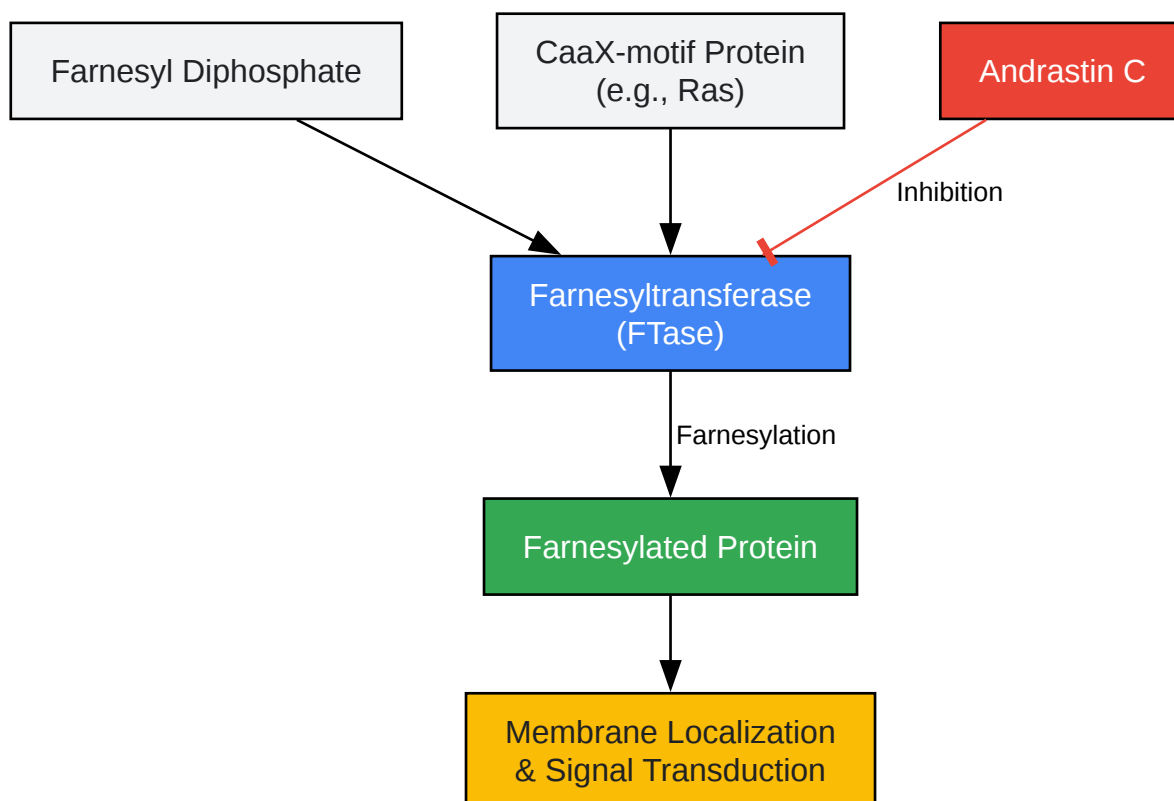 Farnesyl Diphosphate
CaaX-motif Protein
(e.g., Ras)
Andrastin C
Inhibition
Farnesyltransferase
(FTase)
Farnesylation
Farnesylated Protein
Membrane Localization
& Signal Transduction